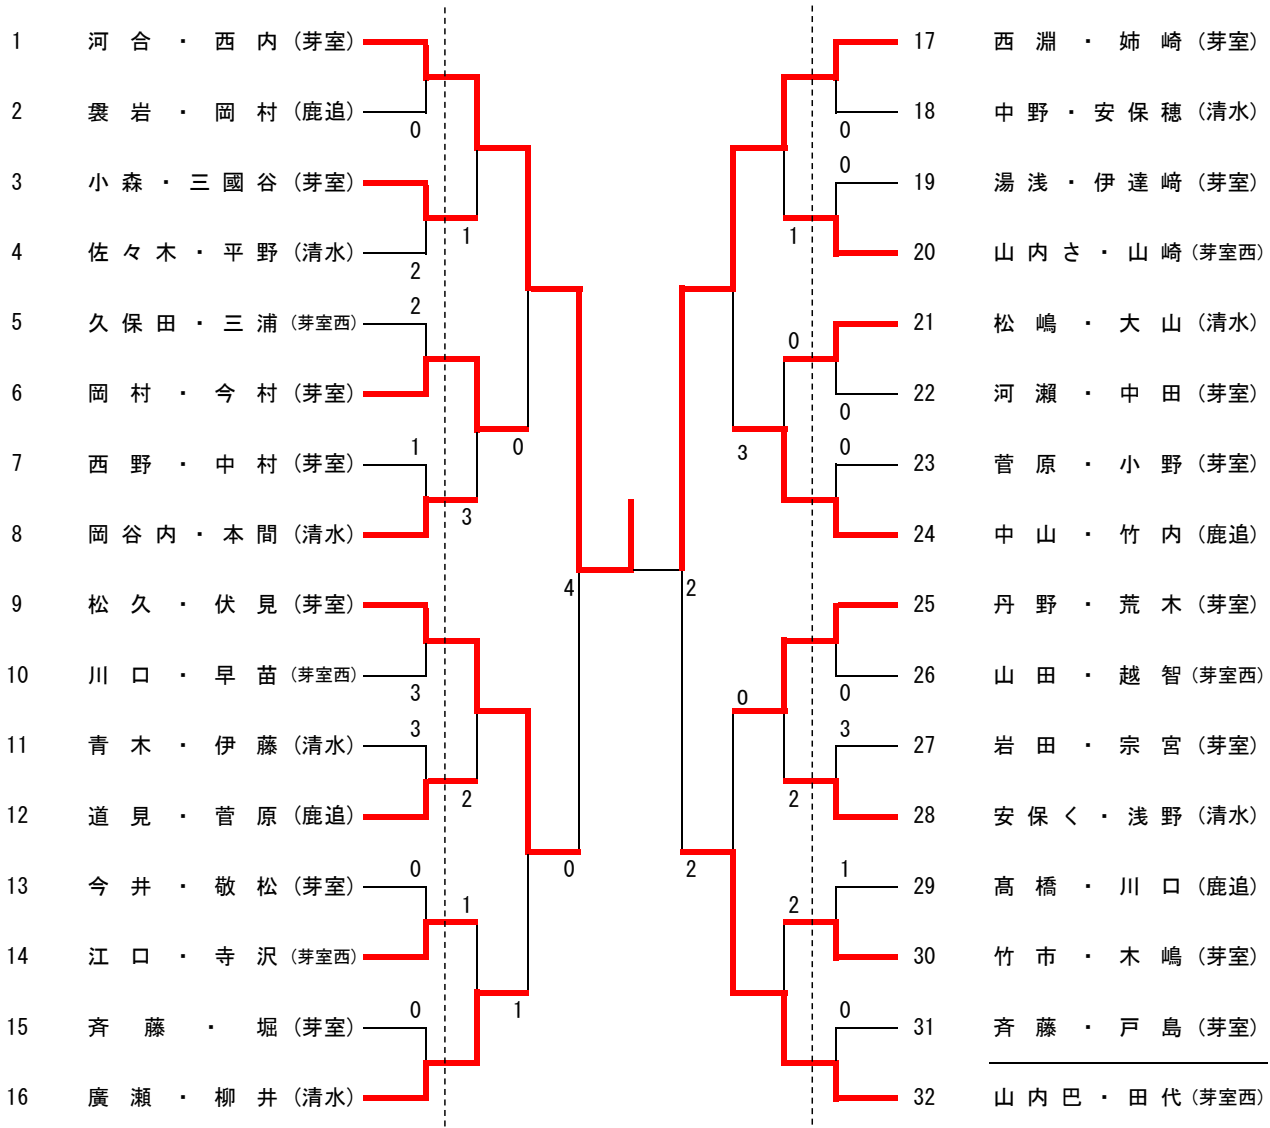 1 河合・西内(芽室)
2 褜岩・岡村(鹿追)
0
3 小森・三國谷(芽室)
1
4 佐々木・平野(清水)
2
5 久保田・三浦(芽室西)
2
6 岡村・今村(芽室)
0
7 西野・中村(芽室)
1
3
8 岡谷内・本間(清水)
4
9 松久・伏見(芽室)
10 川口・早苗(芽室西)
3
11 青木・伊藤(清水)
3
2
12 道見・菅原(鹿追)
0
13 今井・敬松(芽室)
0
1
14 江口・寺沢(芽室西)
1
15 斉藤・堀(芽室)
0
16 廣瀬・柳井(清水)
17 西淵・姉崎(芽室)
18 中野・安保穂(清水)
0
0
19 湯浅・伊達﨑(芽室)
1
20 山内さ・山崎(芽室西)
21 松嶋・大山(清水)
0
22 河瀬・中田(芽室)
0
3
0
23 菅原・小野(芽室)
24 中山・竹内(鹿追)
2
25 丹野・荒木(芽室)
26 山田・越智(芽室西)
0
0
27 岩田・宗宮(芽室)
3
2
28 安保く・浅野(清水)
2
29 髙橋・川口(鹿追)
1
2
30 竹市・木嶋(芽室)
31 斉藤・戸島(芽室)
0
32 山内巴・田代(芽室西)